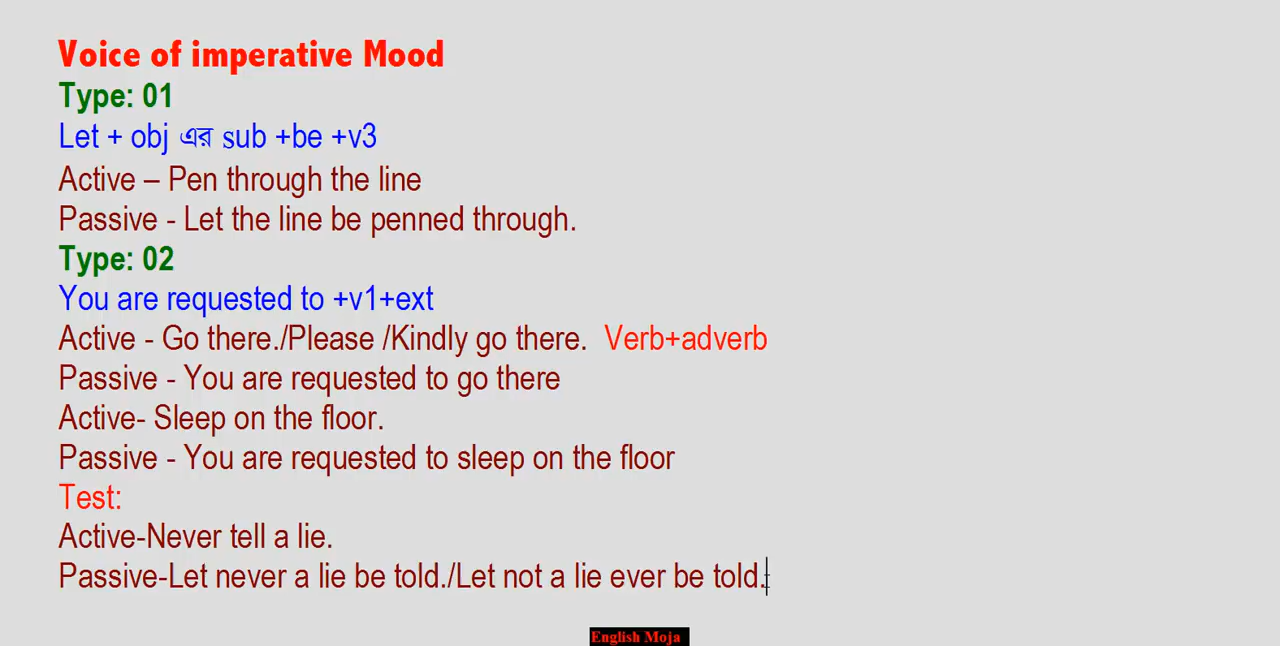 Voice of imperative Mood
Type: 01
Let + obj এর sub +be +v3
Active – Pen through the line
Passive - Let the line be penned through.
Type: 02
You are requested to +v1+ext
Active - Go there./Please /Kindly go there.  Verb+adverb
Passive - You are requested to go there
Active- Sleep on the floor.
Passive - You are requested to sleep on the floor
Test:
Active-Never tell a lie.
Passive-Let never a lie be told./Let not a lie ever be told.
English Moja